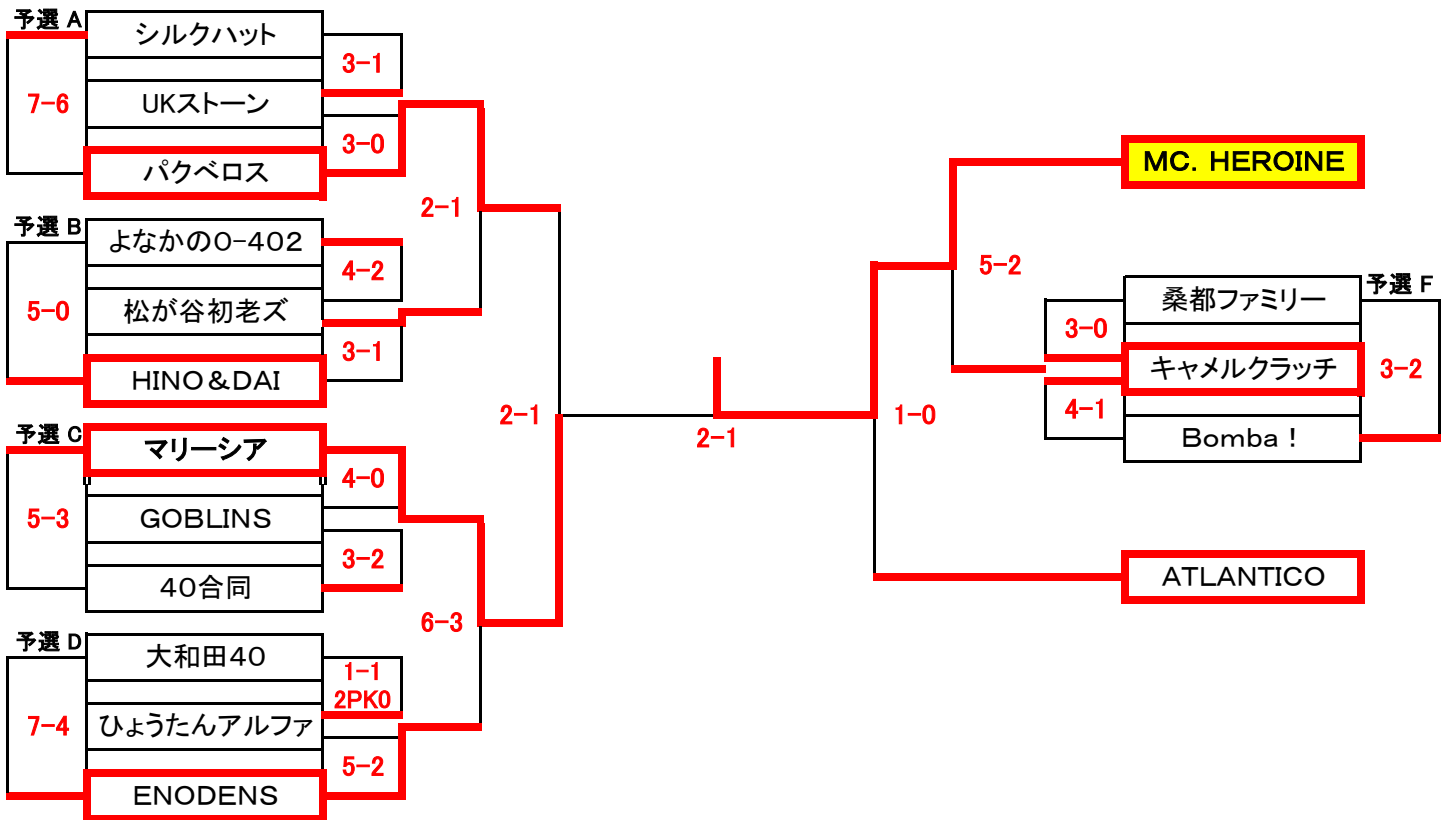 予選 A
シルクハット
3-1
7-6
UKストーン
3-0
パクベロス
2-1
予選 B
よなかのO-402
4-2
5-0
松が谷初老ズ
3-1
HINO&DAI
2-1
予選 C
マリーシア
4-0
5-3
GOBLINS
3-2
40合同
6-3
予選 D
大和田40
1-1
2PK0
7-4
ひょうたんアルファ
5-2
ENODENS
2-1
MC. HEROINE
5-2
予選 F
桑都ファミリー
3-0
キャメルクラッチ
3-2
4-1
Bomba！
1-0
ATLANTICO